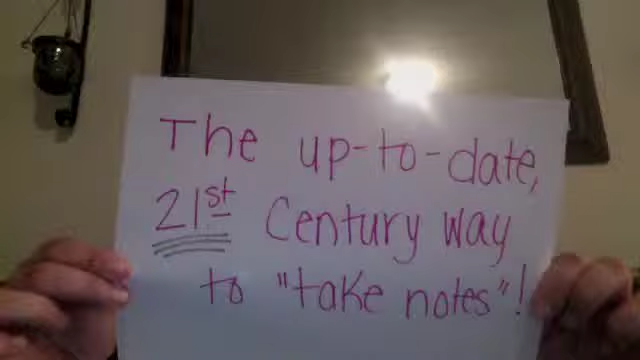 The up-to-date,
21st Century way
to "take notes"!